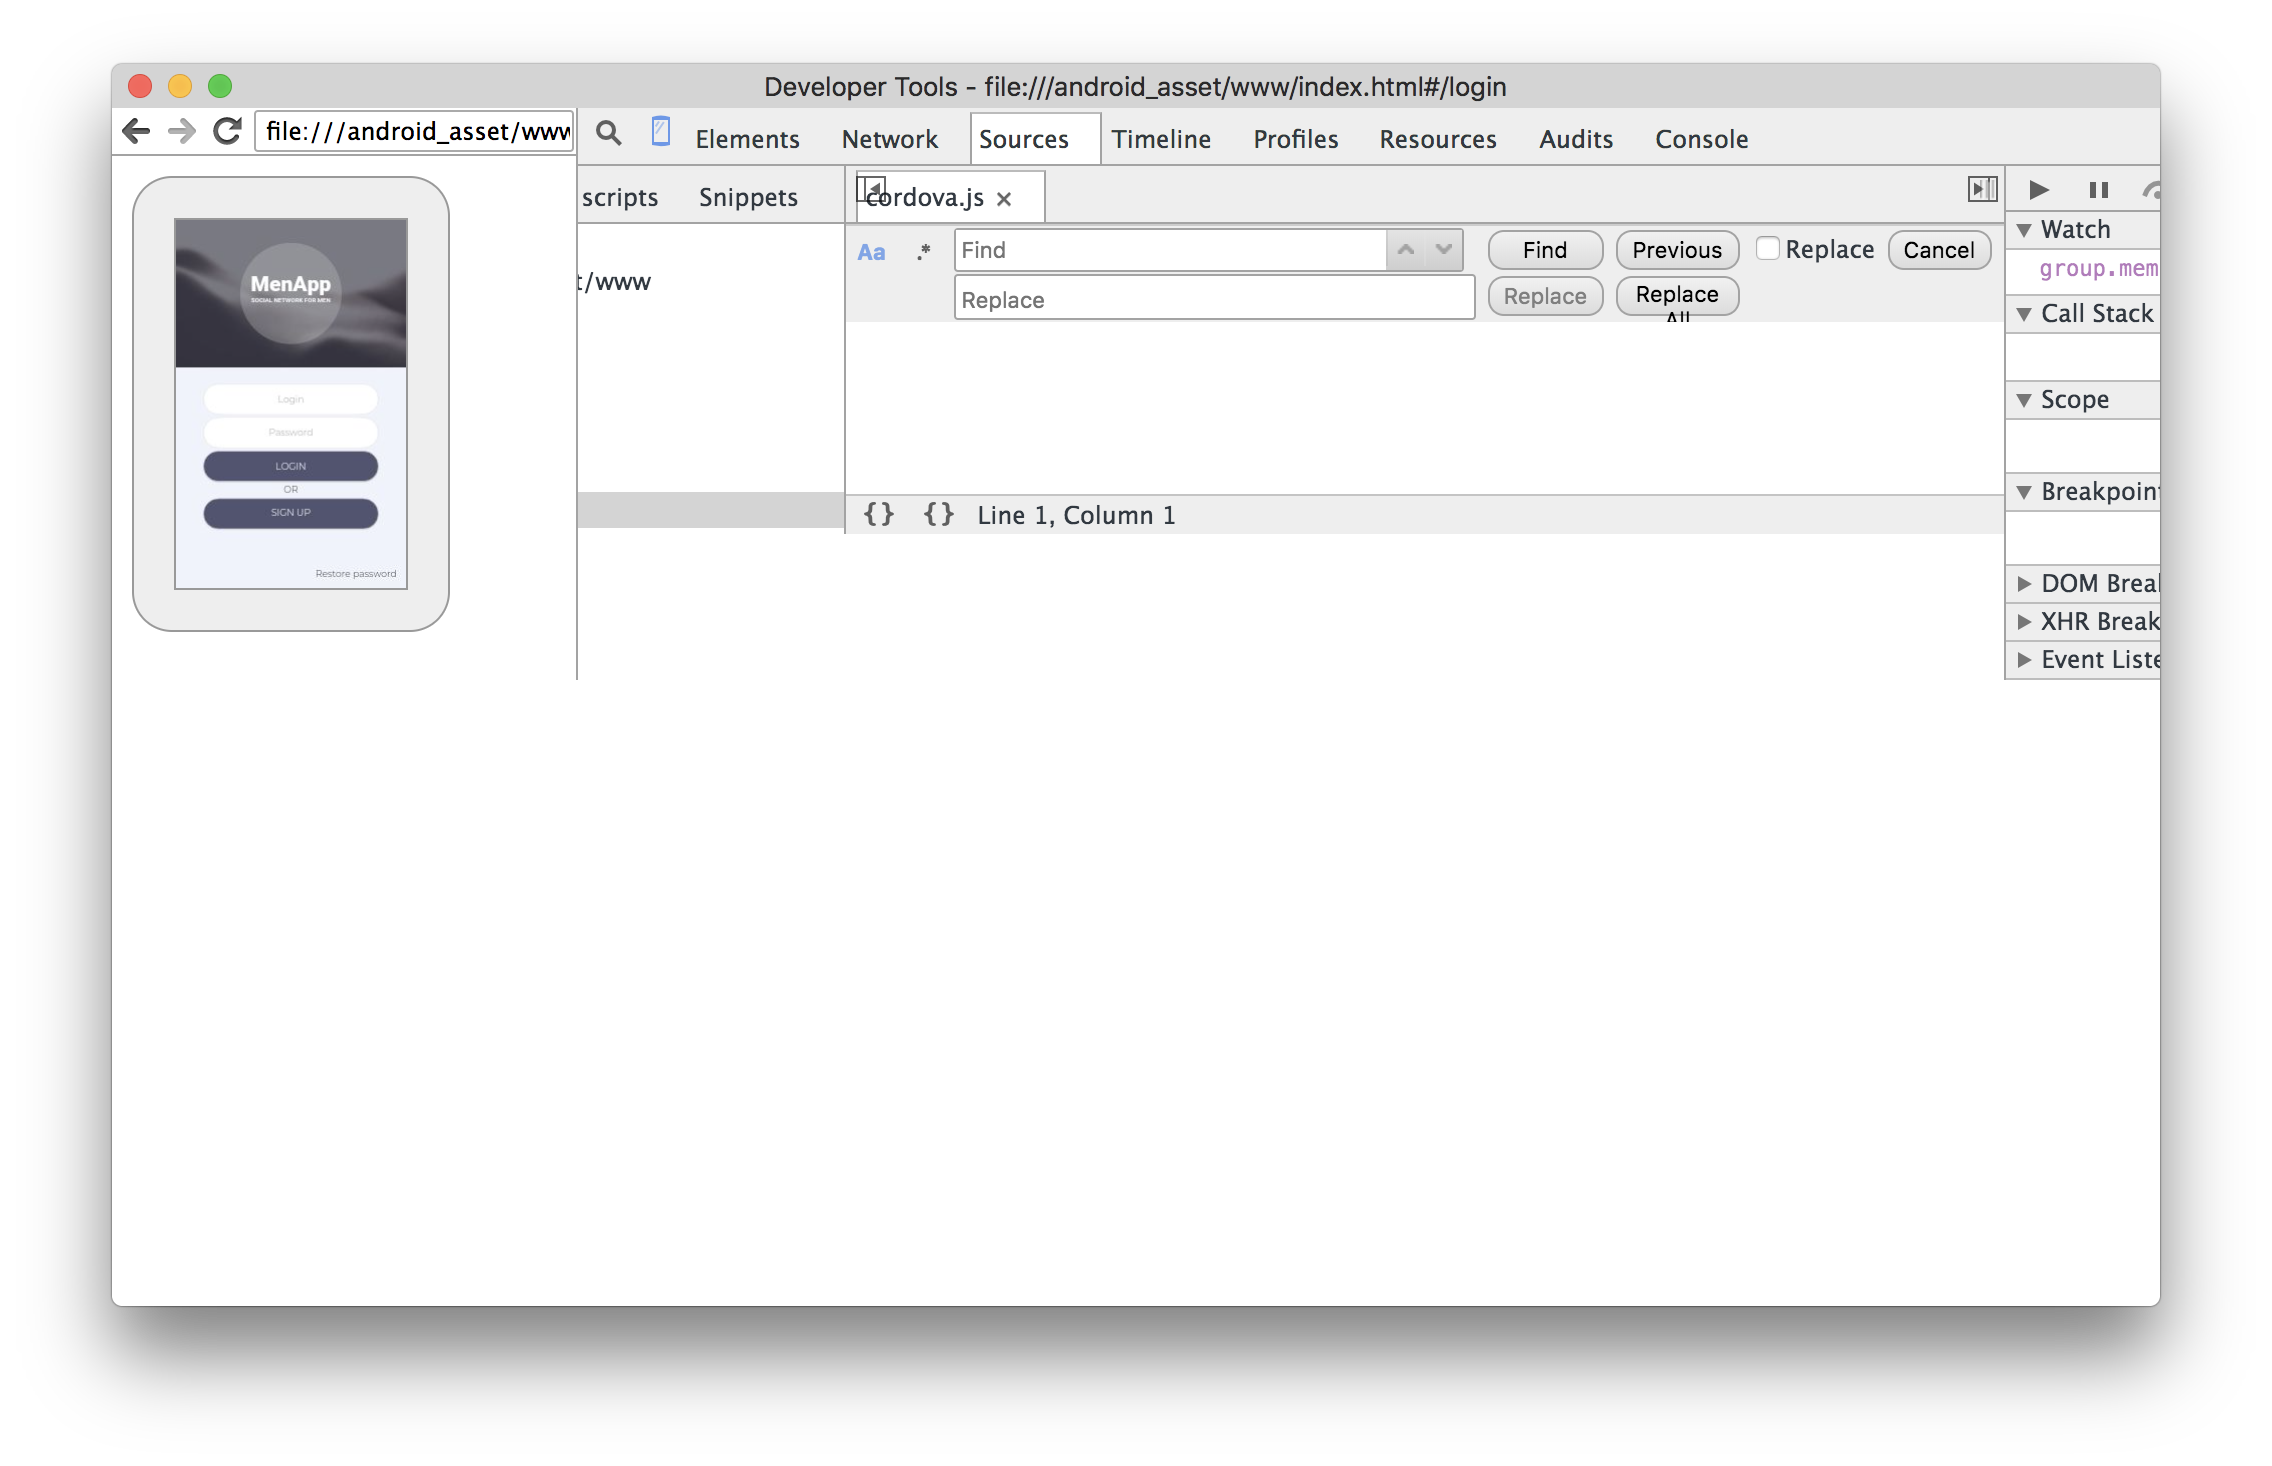 Developer Tools - file:///android_asset/www/index.html#/login
file:///android_asset/www
Elements Network Sources Timeline Profiles Resources Audits Console
scripts Snippets
cordova.js ×
Aa .* Find Find Previous Replace Cancel
Replace Replace Replace All
t/www
{} {} Line 1, Column 1
Watch
group.mem
Call Stack
Scope
Breakpoint
DOM Break
XHR Break
Event Liste
MenApp
SOCIAL NETWORK FOR MEN
Login
Password
LOGIN
OR
SIGN UP
Restore password